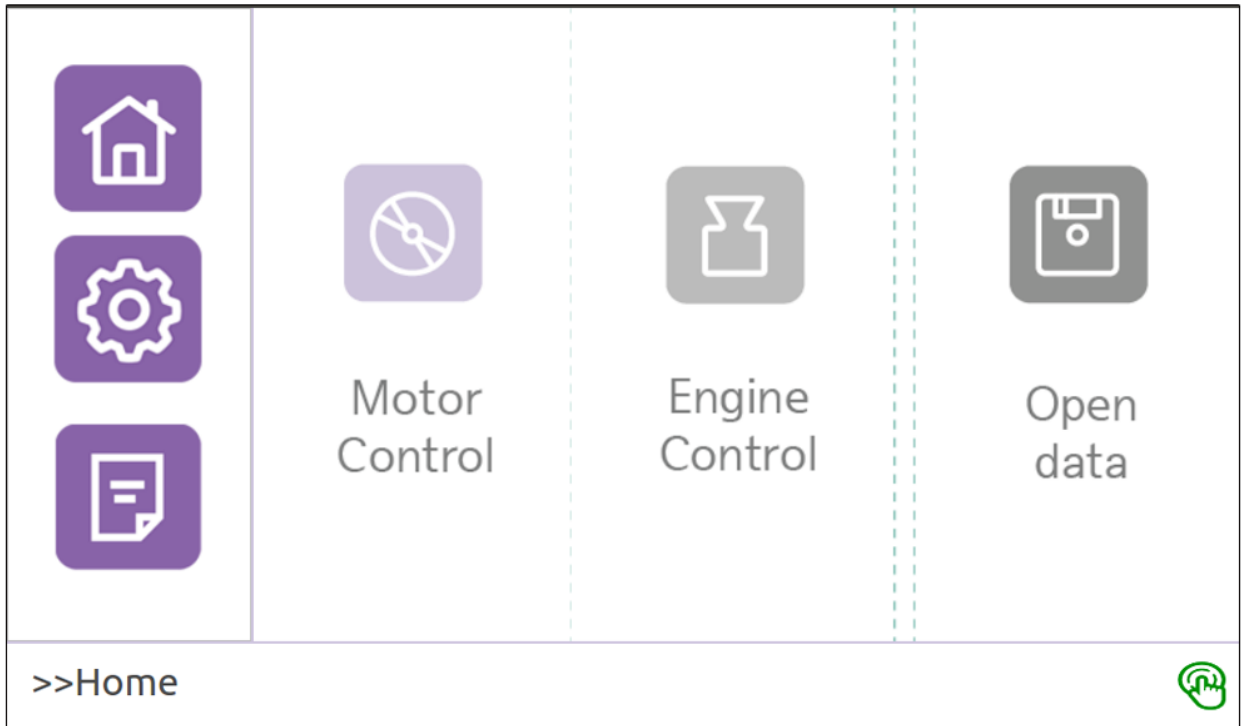 Motor
Control
Engine
Control
Open
data
>>Home